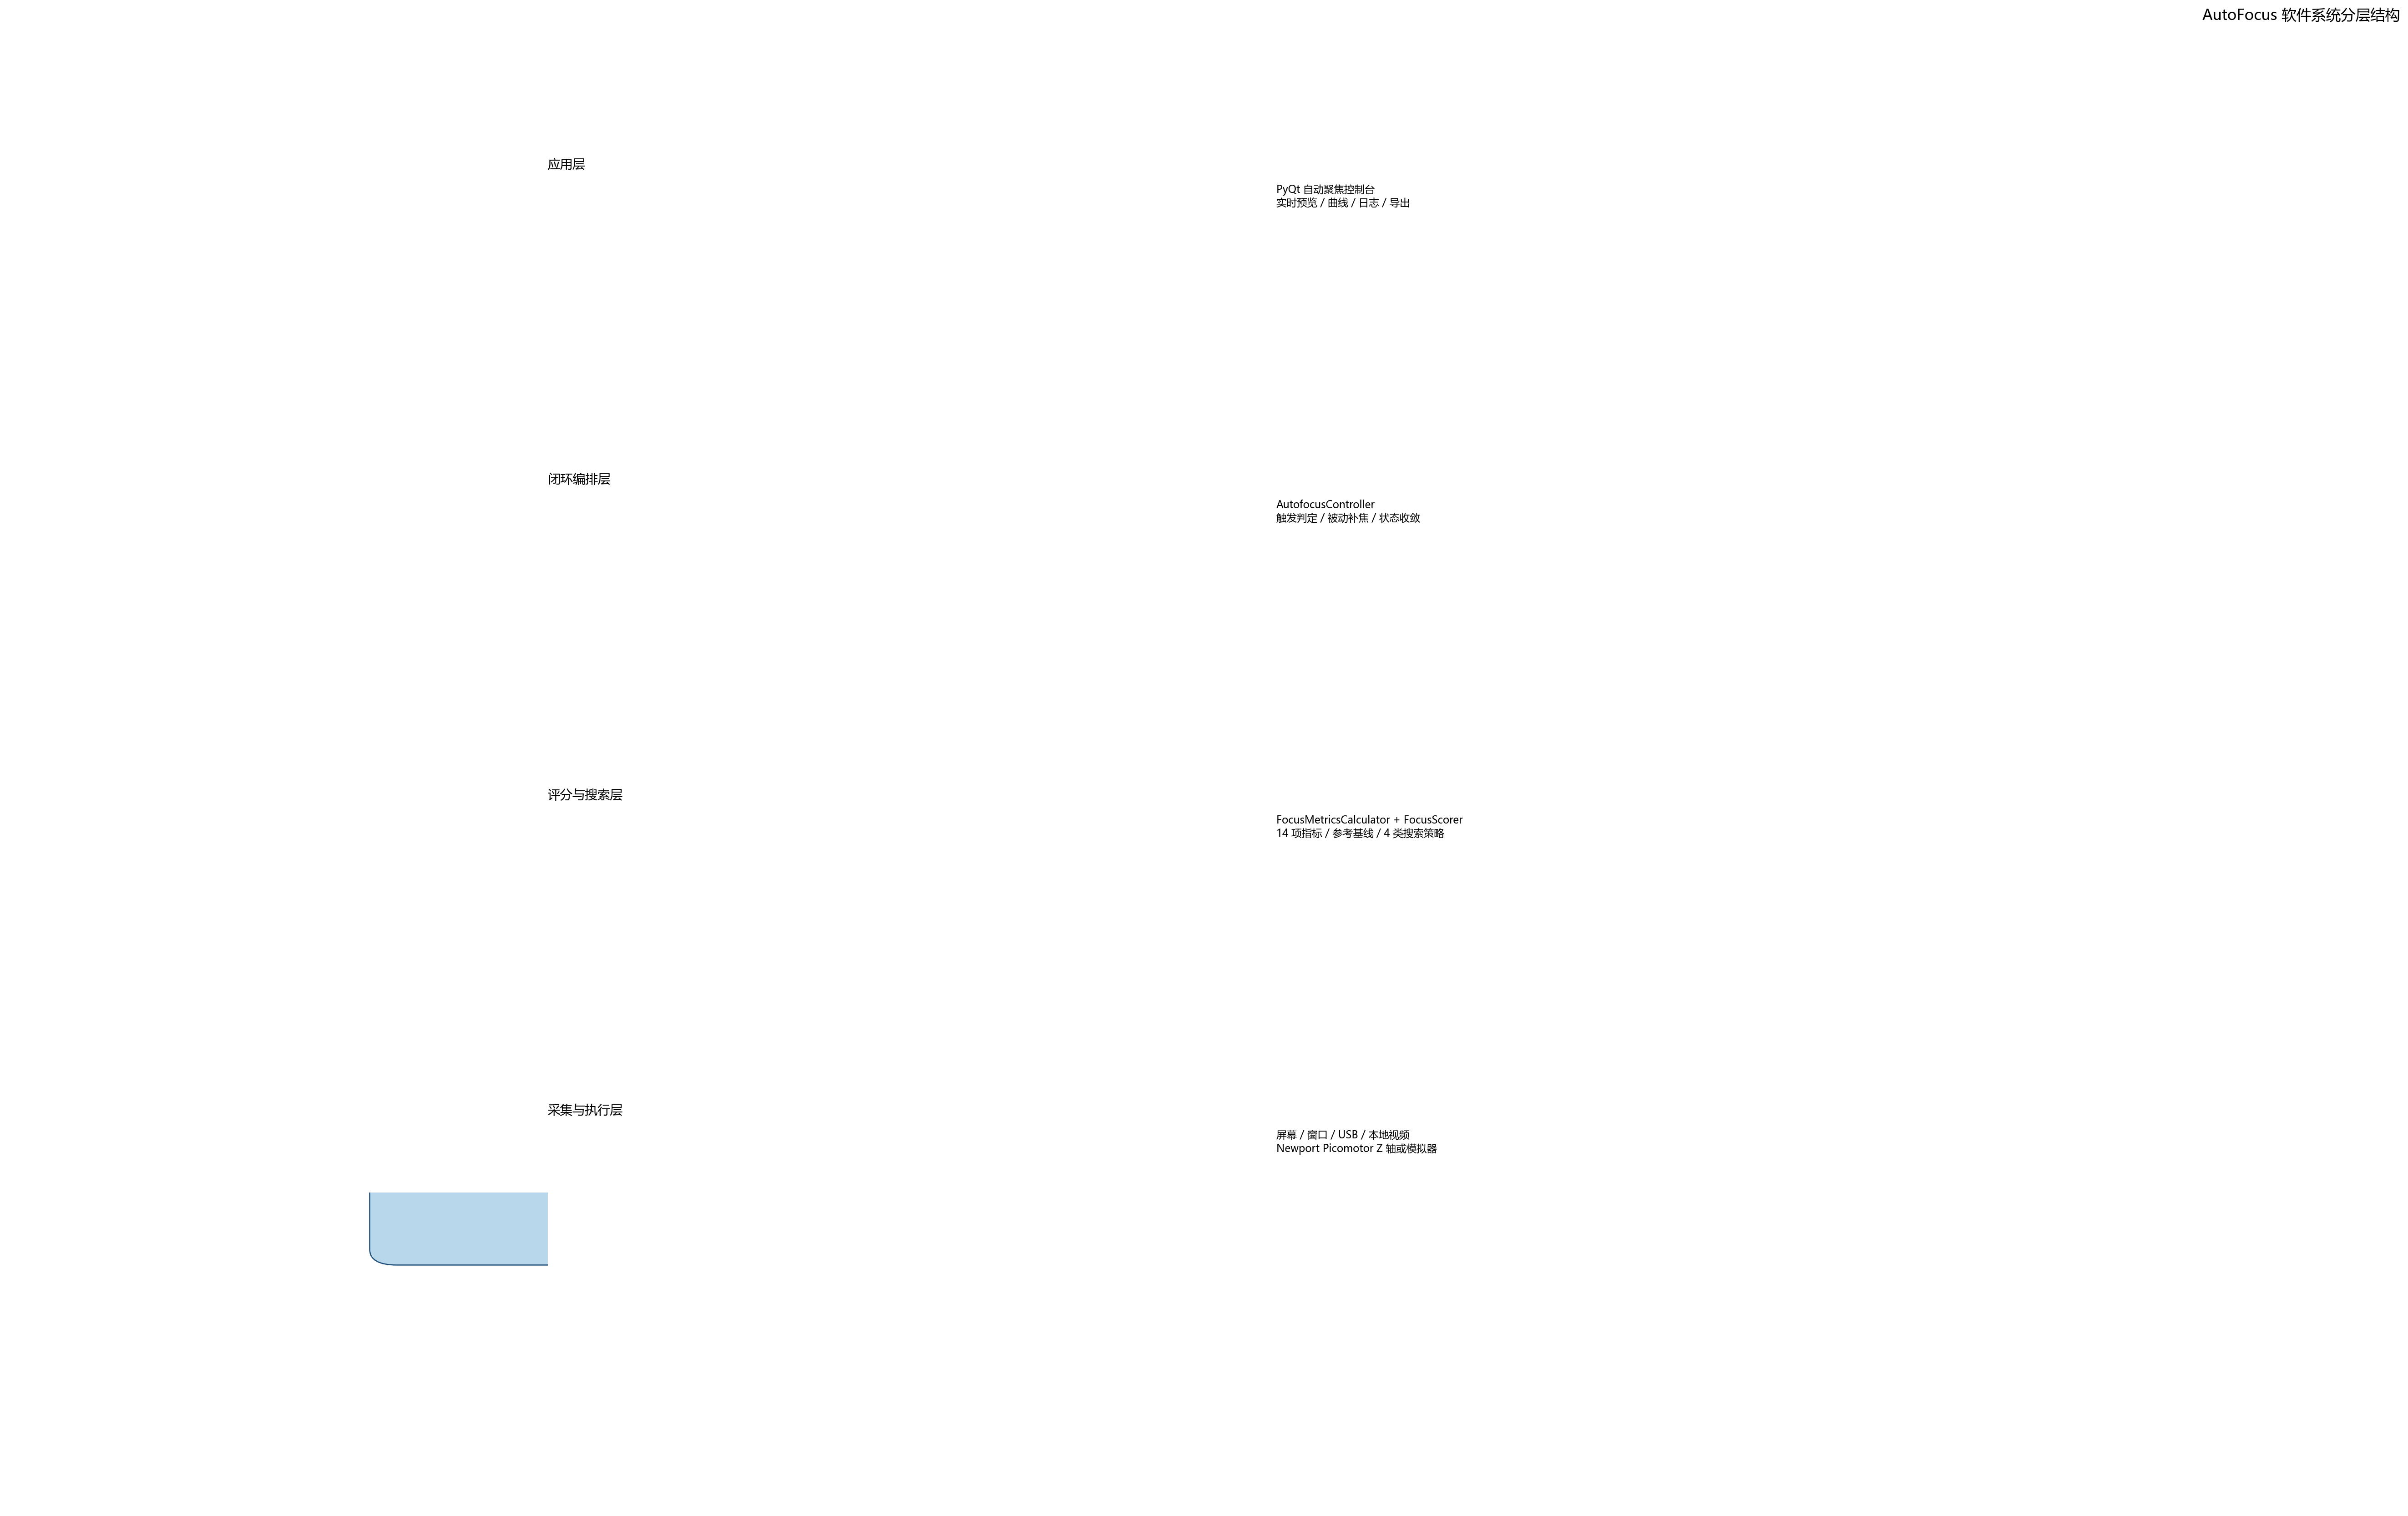 AutoFocus 软件系统分层结构
应用层
PyQt 自动聚焦控制台
实时预览 / 曲线 / 日志 / 导出
闭环编排层
AutofocusController
触发判定 / 被动补焦 / 状态收敛
评分与搜索层
FocusMetricsCalculator + FocusScorer
14 项指标 / 参考基线 / 4 类搜索策略
采集与执行层
屏幕 / 窗口 / USB / 本地视频
Newport Picomotor Z 轴或模拟器